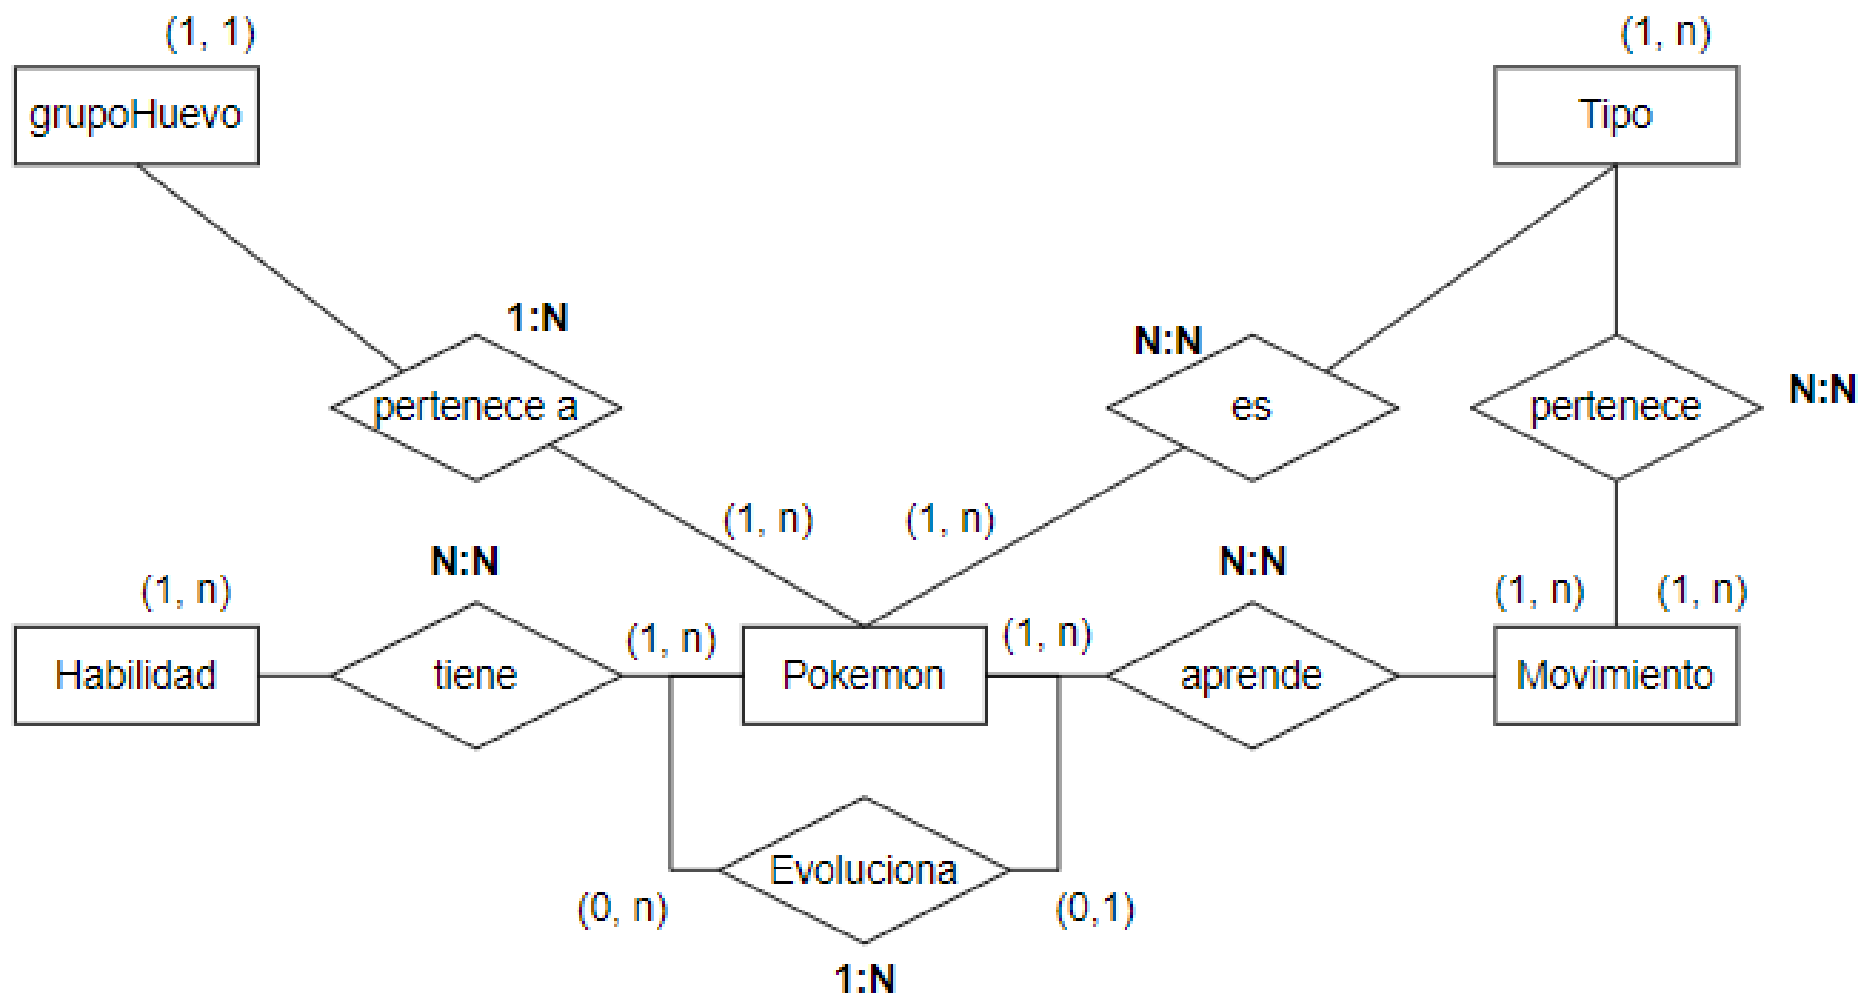 (1, 1)
(1, n)
grupoHuevo
Tipo
1:N
N:N
N:N
pertenece a
es
pertenece
(1, n)
(1, n)
N:N
N:N
(1, n)
(1, n)
(1, n)
(1, n)
(1, n)
Habilidad
tiene
Pokemon
aprende
Movimiento
Evoluciona
(0, n)
(0,1)
1:N